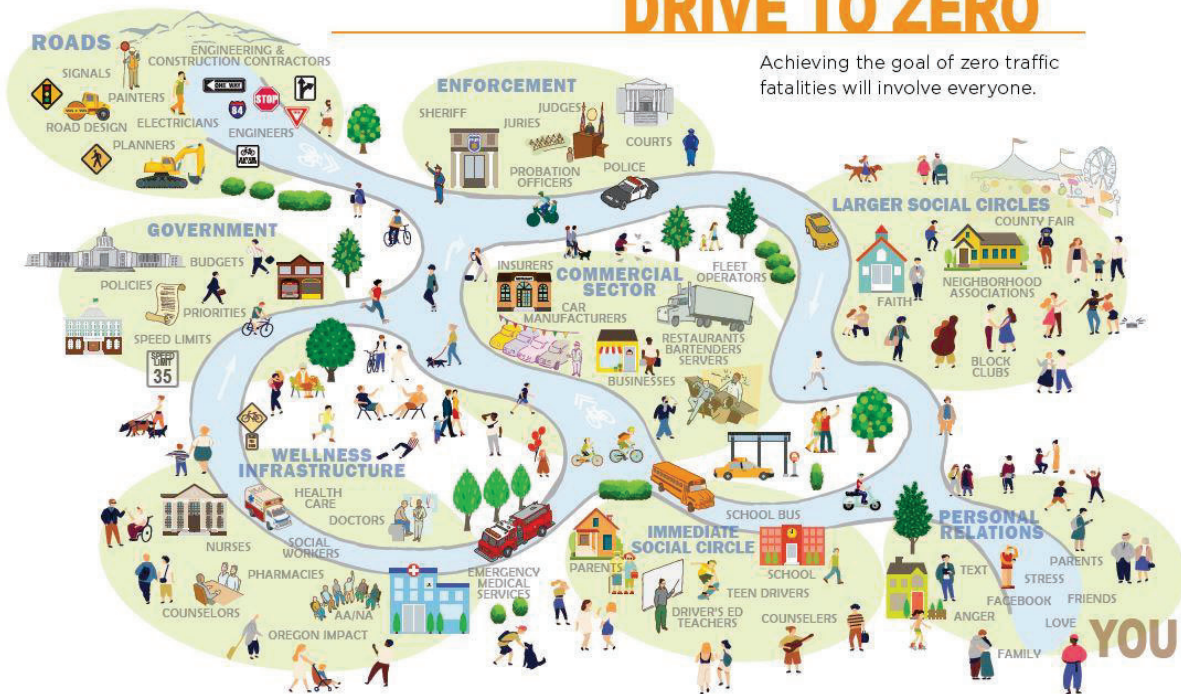 DRIVE TO ZERO
Achieving the goal of zero traffic
fatalities will involve everyone.
ROADS
SIGNALS
ENGINEERING &
CONSTRUCTION CONTRACTORS
PAINTERS
ONE WAY
STOP
84
ROAD DESIGN
ELECTRICIANS
ENGINEERS
PLANNERS
ENFORCEMENT
SHERIFF
JUDGES
JURIES
COURTS
PROBATION
OFFICERS
POLICE
LARGER SOCIAL CIRCLES
COUNTY FAIR
FAITH
NEIGHBORHOOD
ASSOCIATIONS
BLOCK
CLUBS
GOVERNMENT
BUDGETS
POLICIES
PRIORITIES
SPEED LIMITS
SPEED
LIMIT
35
INSURERS
COMMERCIAL
SECTOR
FLEET
OPERATORS
CAR
MANUFACTURERS
RESTAURANTS
BARTENDERS
SERVERS
BUSINESSES
WELLNESS
INFRASTRUCTURE
HEALTH
CARE
DOCTORS
NURSES
SOCIAL
WORKERS
PHARMACIES
COUNSELORS
AA/NA
OREGON IMPACT
EMERGENCY
MEDICAL
SERVICES
IMMEDIATE
SOCIAL CIRCLE
SCHOOL BUS
PARENTS
SCHOOL
TEEN DRIVERS
DRIVER'S ED
TEACHERS
COUNSELERS
PERSONAL
RELATIONS
TEXT
PARENTS
STRESS
FACEBOOK
FRIENDS
ANGER
LOVE
FAMILY
YOU